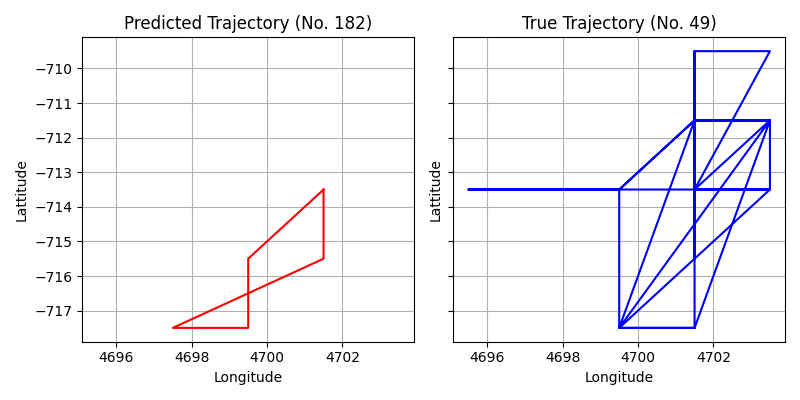 Predicted Trajectory (No. 182)
True Trajectory (No. 49)
−710
−711
−712
−713
−714
−715
−716
−717
Lattitude
Lattitude
4696 4698 4700 4702
4696 4698 4700 4702
Longitude
Longitude